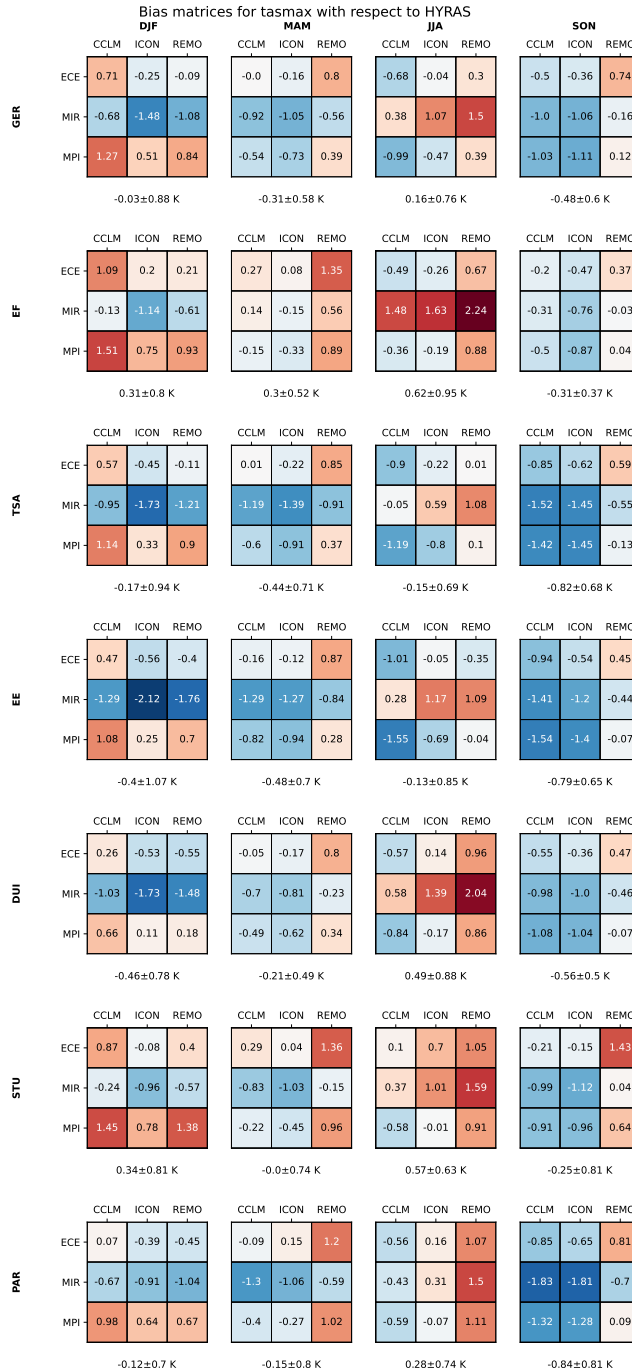 Bias matrices for tasmax with respect to HYRAS
DJF MAM JJA SON
CCLM ICON REMO CCLM ICON REMO CCLM ICON REMO CCLM ICON REMO
GER
ECE 0.71 -0.25 -0.09 -0.0 -0.16 0.8 -0.68 -0.04 0.3 -0.5 -0.36 0.74
MIR -0.68 -1.48 -1.08 -0.92 -1.05 -0.56 0.38 1.07 1.5 -1.0 -1.06 -0.16
MPI 1.27 0.51 0.84 -0.54 -0.73 0.39 -0.99 -0.47 0.39 -1.03 -1.11 0.12
-0.03±0.88 K -0.31±0.58 K 0.16±0.76 K -0.48±0.6 K
CCLM ICON REMO CCLM ICON REMO CCLM ICON REMO CCLM ICON REMO
EF
ECE 1.09 0.2 0.21 0.27 0.08 1.35 -0.49 -0.26 0.67 -0.2 -0.47 0.37
MIR -0.13 -1.14 -0.61 0.14 -0.15 0.56 1.48 1.63 2.24 -0.31 -0.76 -0.03
MPI 1.51 0.75 0.93 -0.15 -0.33 0.89 -0.36 -0.19 0.88 -0.5 -0.87 0.04
0.31±0.8 K 0.3±0.52 K 0.62±0.95 K -0.31±0.37 K
CCLM ICON REMO CCLM ICON REMO CCLM ICON REMO CCLM ICON REMO
TSA
ECE 0.57 -0.45 -0.11 0.01 -0.22 0.85 -0.9 -0.22 0.01 -0.85 -0.62 0.59
MIR -0.95 -1.73 -1.21 -1.19 -1.39 -0.91 -0.05 0.59 1.08 -1.52 -1.45 -0.55
MPI 1.14 0.33 0.9 -0.6 -0.91 0.37 -1.19 -0.8 0.1 -1.42 -1.45 -0.13
-0.17±0.94 K -0.44±0.71 K -0.15±0.69 K -0.82±0.68 K
CCLM ICON REMO CCLM ICON REMO CCLM ICON REMO CCLM ICON REMO
EE
ECE 0.47 -0.56 -0.4 -0.16 -0.12 0.87 -1.01 -0.05 -0.35 -0.94 -0.54 0.45
MIR -1.29 -2.12 -1.76 -1.29 -1.27 -0.84 0.28 1.17 1.09 -1.41 -1.2 -0.44
MPI 1.08 0.25 0.7 -0.82 -0.94 0.28 -1.55 -0.69 -0.04 -1.54 -1.4 -0.07
-0.4±1.07 K -0.48±0.7 K -0.13±0.85 K -0.79±0.65 K
CCLM ICON REMO CCLM ICON REMO CCLM ICON REMO CCLM ICON REMO
DUI
ECE 0.26 -0.53 -0.55 -0.05 -0.17 0.8 -0.57 0.14 0.96 -0.55 -0.36 0.47
MIR -1.03 -1.73 -1.48 -0.7 -0.81 -0.23 0.58 1.39 2.04 -0.98 -1.0 -0.46
MPI 0.66 0.11 0.18 -0.49 -0.62 0.34 -0.84 -0.17 0.86 -1.08 -1.04 -0.07
-0.46±0.78 K -0.21±0.49 K 0.49±0.88 K -0.56±0.5 K
CCLM ICON REMO CCLM ICON REMO CCLM ICON REMO CCLM ICON REMO
STU
ECE 0.87 -0.08 0.4 0.29 0.04 1.36 0.1 0.7 1.05 -0.21 -0.15 1.43
MIR -0.24 -0.96 -0.57 -0.83 -1.03 -0.15 0.37 1.01 1.59 -0.99 -1.12 0.04
MPI 1.45 0.78 1.38 -0.22 -0.45 0.96 -0.58 -0.01 0.91 -0.91 -0.96 0.64
0.34±0.81 K -0.0±0.74 K 0.57±0.63 K -0.25±0.81 K
CCLM ICON REMO CCLM ICON REMO CCLM ICON REMO CCLM ICON REMO
PAR
ECE 0.07 -0.39 -0.45 -0.09 0.15 1.2 -0.56 0.16 1.07 -0.85 -0.65 0.81
MIR -0.67 -0.91 -1.04 -1.3 -1.06 -0.59 -0.43 0.31 1.5 -1.83 -1.81 -0.7
MPI 0.98 0.64 0.67 -0.4 -0.27 1.02 -0.59 -0.07 1.11 -1.32 -1.28 0.09
-0.12±0.7 K -0.15±0.8 K 0.28±0.74 K -0.84±0.81 K